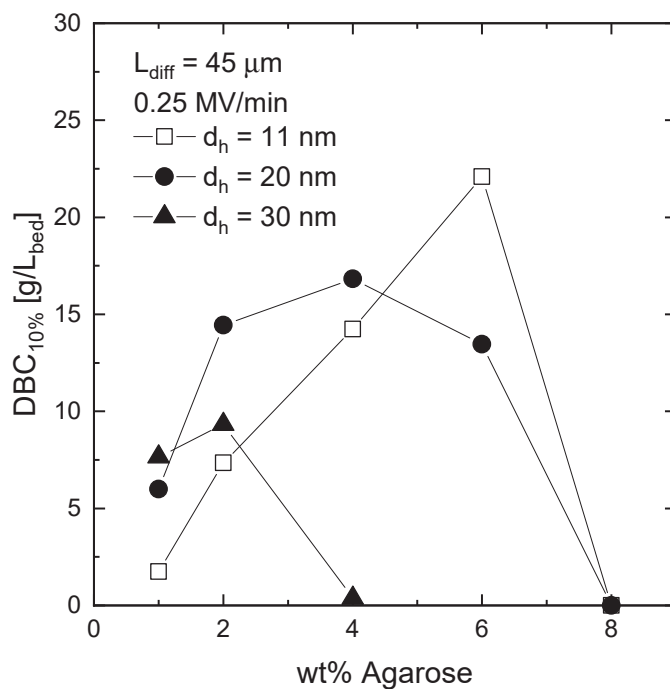 30
25
20
15
10
5
0
DBC10% [g/Lbed]
Ldiff = 45 μm
0.25 MV/min
dh = 11 nm
dh = 20 nm
dh = 30 nm
0 2 4 6 8
wt% Agarose